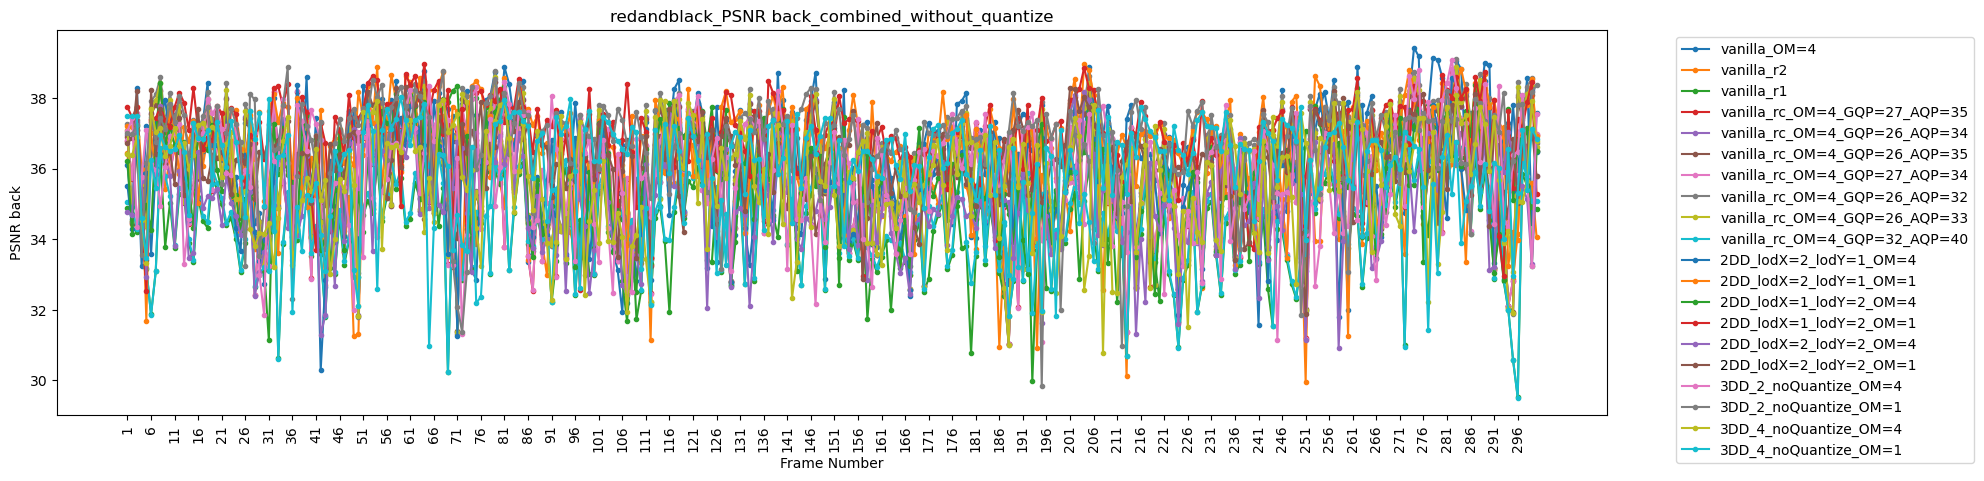 redandblack_PSNR back_combined_without_quantize
PSNR back
38
36
34
32
30
1 6 11 16 21 26 31 36 41 46 51 56 61 66 71 76 81 86 91 96 101 106 111 116 121 126 131 136 141 146 151 156 161 166 171 176 181 186 191 196 201 206 211 216 221 226 231 236 241 246 251 256 261 266 271 276 281 286 291 296
Frame Number
vanilla_OM=4
vanilla_r2
vanilla_r1
vanilla_rc_OM=4_GQP=27_AQP=35
vanilla_rc_OM=4_GQP=26_AQP=34
vanilla_rc_OM=4_GQP=26_AQP=35
vanilla_rc_OM=4_GQP=27_AQP=34
vanilla_rc_OM=4_GQP=26_AQP=32
vanilla_rc_OM=4_GQP=26_AQP=33
vanilla_rc_OM=4_GQP=32_AQP=40
2DD_lodX=2_lodY=1_OM=4
2DD_lodX=2_lodY=1_OM=1
2DD_lodX=1_lodY=2_OM=4
2DD_lodX=1_lodY=2_OM=1
2DD_lodX=2_lodY=2_OM=4
2DD_lodX=2_lodY=2_OM=1
3DD_2_noQuantize_OM=4
3DD_2_noQuantize_OM=1
3DD_4_noQuantize_OM=4
3DD_4_noQuantize_OM=1